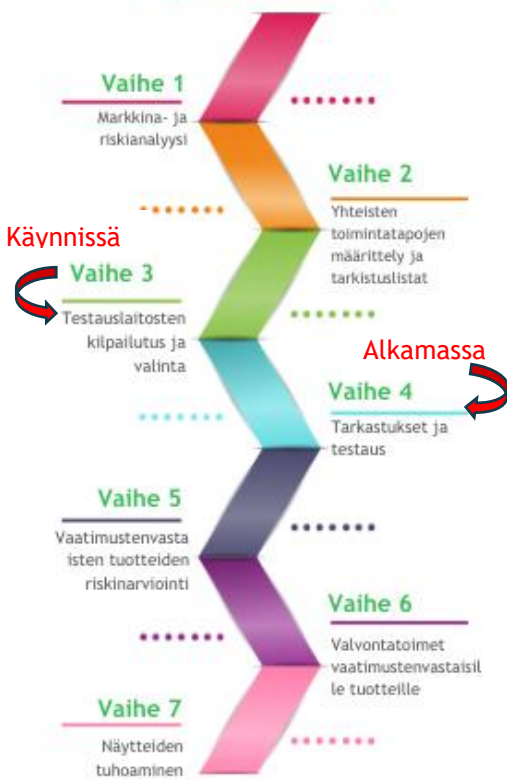 Vaihe 1
Markkina- ja
riskianalyysi
Vaihe 2
Yhteisten
toimintatapojen
määrittely ja
tarkistuslistat
Käynnissä
Vaihe 3
Testauslaitosten
kilpailutus ja
valinta
Alkamassa
Vaihe 4
Tarkastukset ja
testaus
Vaihe 5
Vaatimustenvasta
isten tuotteiden
riskinarviointi
Vaihe 6
Valvontatoimet
vaatimustenvastaisil
le tuotteille
Vaihe 7
Näytteiden
tuhoaminen